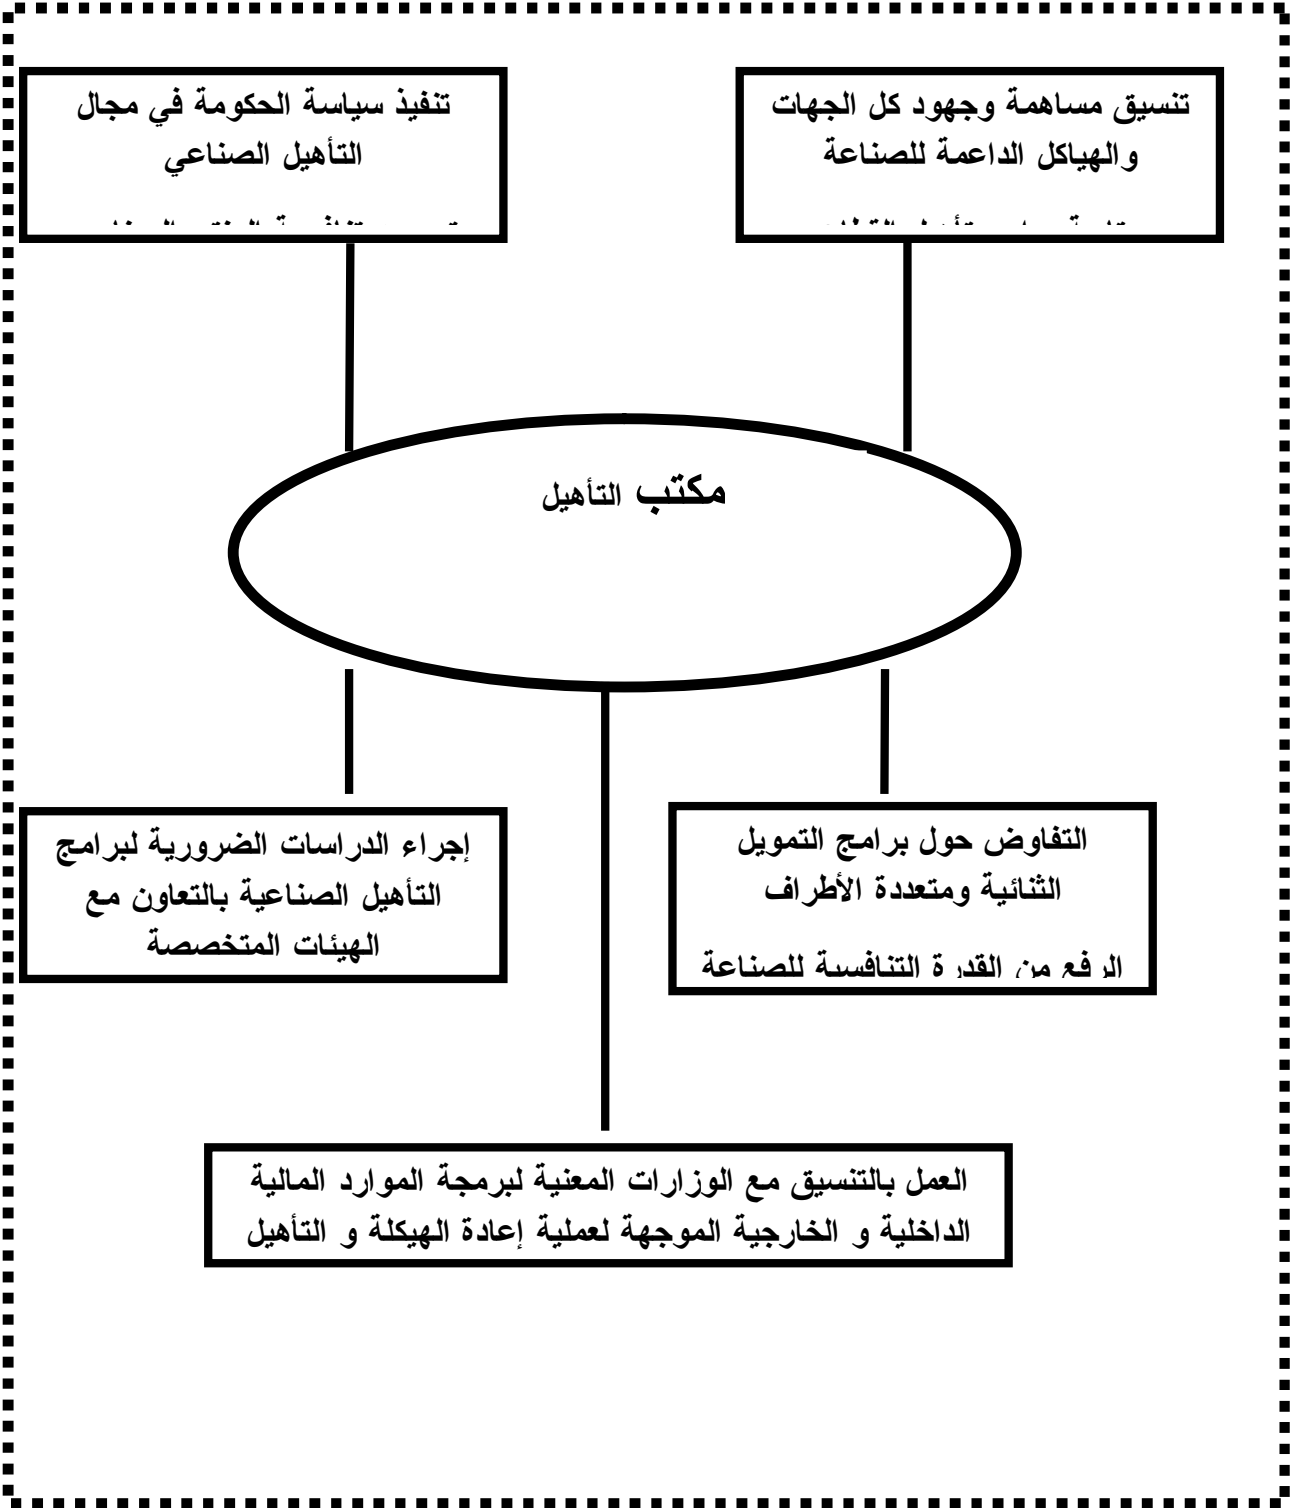 تنسيق مساهمة وجهود كل الجهات
والهياكل الداعمة للصناعة
تنفيذ سياسة الحكومة في مجال
التأهيل الصناعي
مكتب التأهيل
التفاوض حول برامج التمويل
الثنائية ومتعددة الأطراف
الرفع من القدرة التنافسية للصناعة
إجراء الدراسات الضرورية لبرامج
التأهيل الصناعية بالتعاون مع
الهيئات المتخصصة
العمل بالتنسيق مع الوزارات المعنية لبرمجة الموارد المالية
الداخلية و الخارجية الموجهة لعملية إعادة الهيكلة و التأهيل